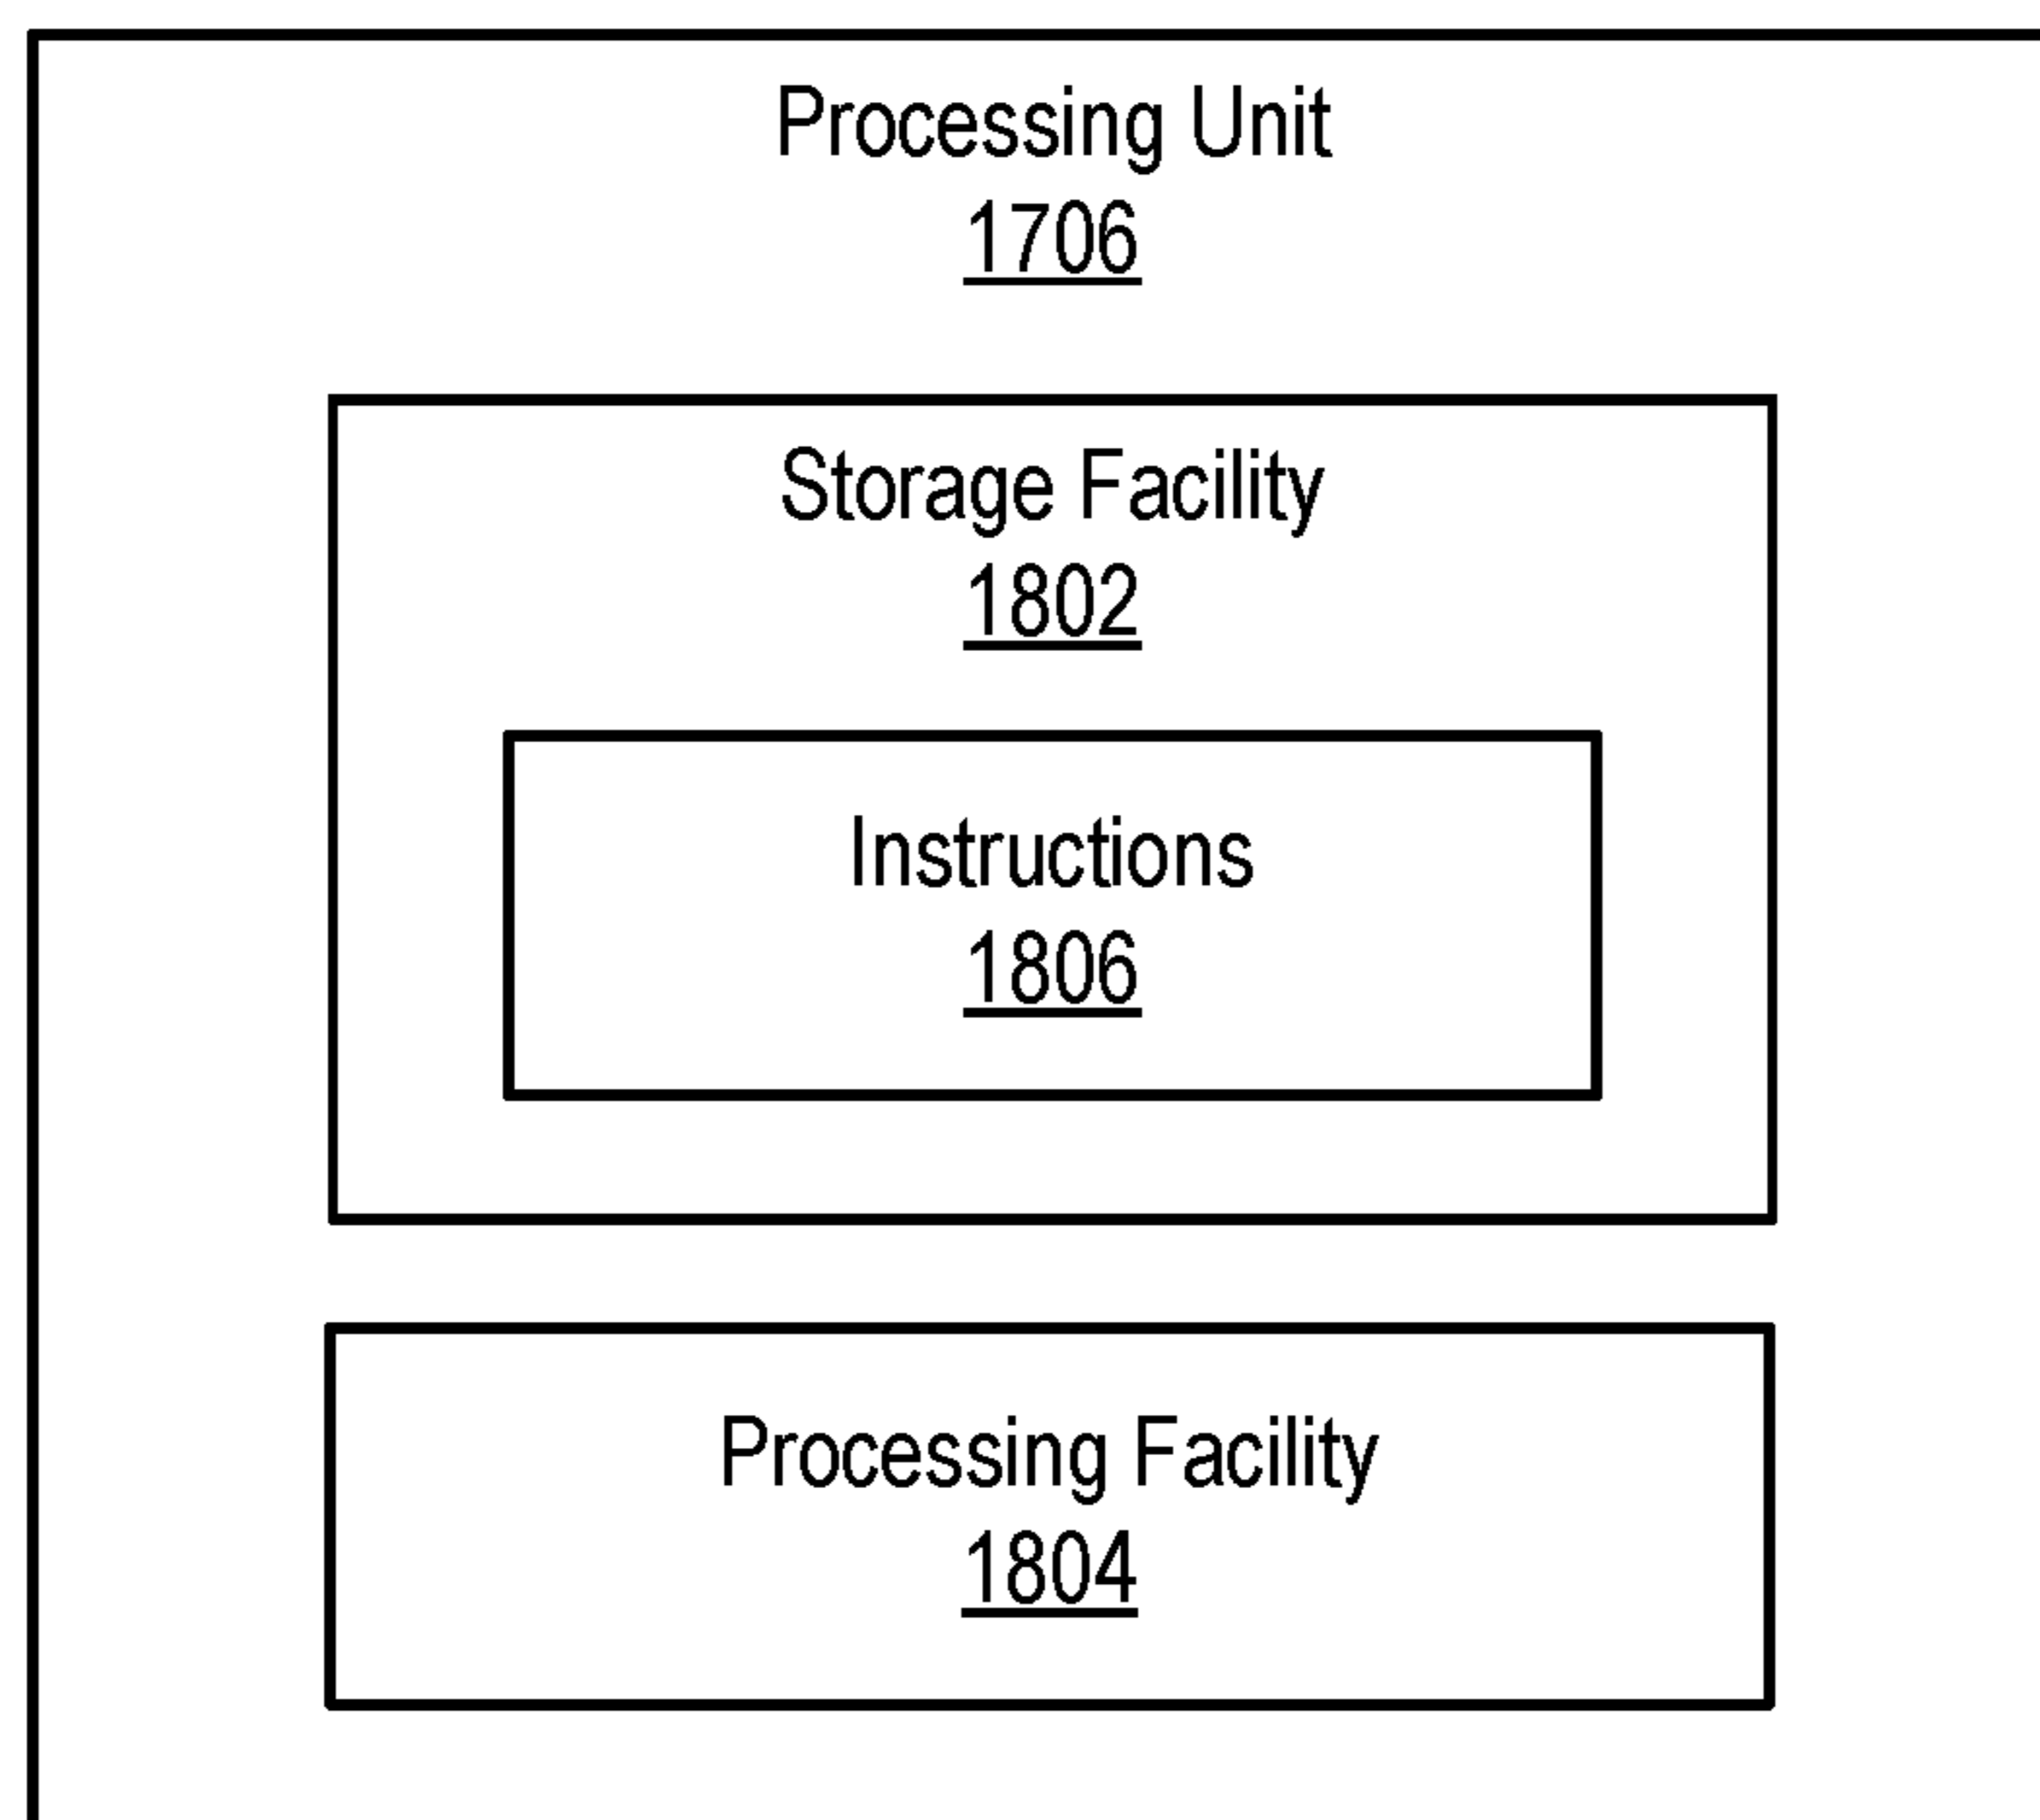 Processing Unit
1706
Storage Facility
1802
Instructions
1806
Processing Facility
1804